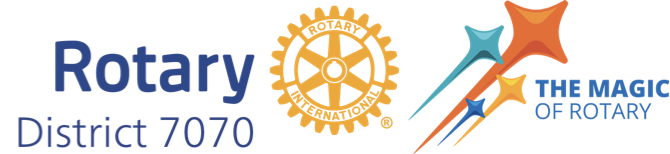 Rotary
District 7070
ROTARY
INTERNATIONAL
®
THE MAGIC
OF ROTARY